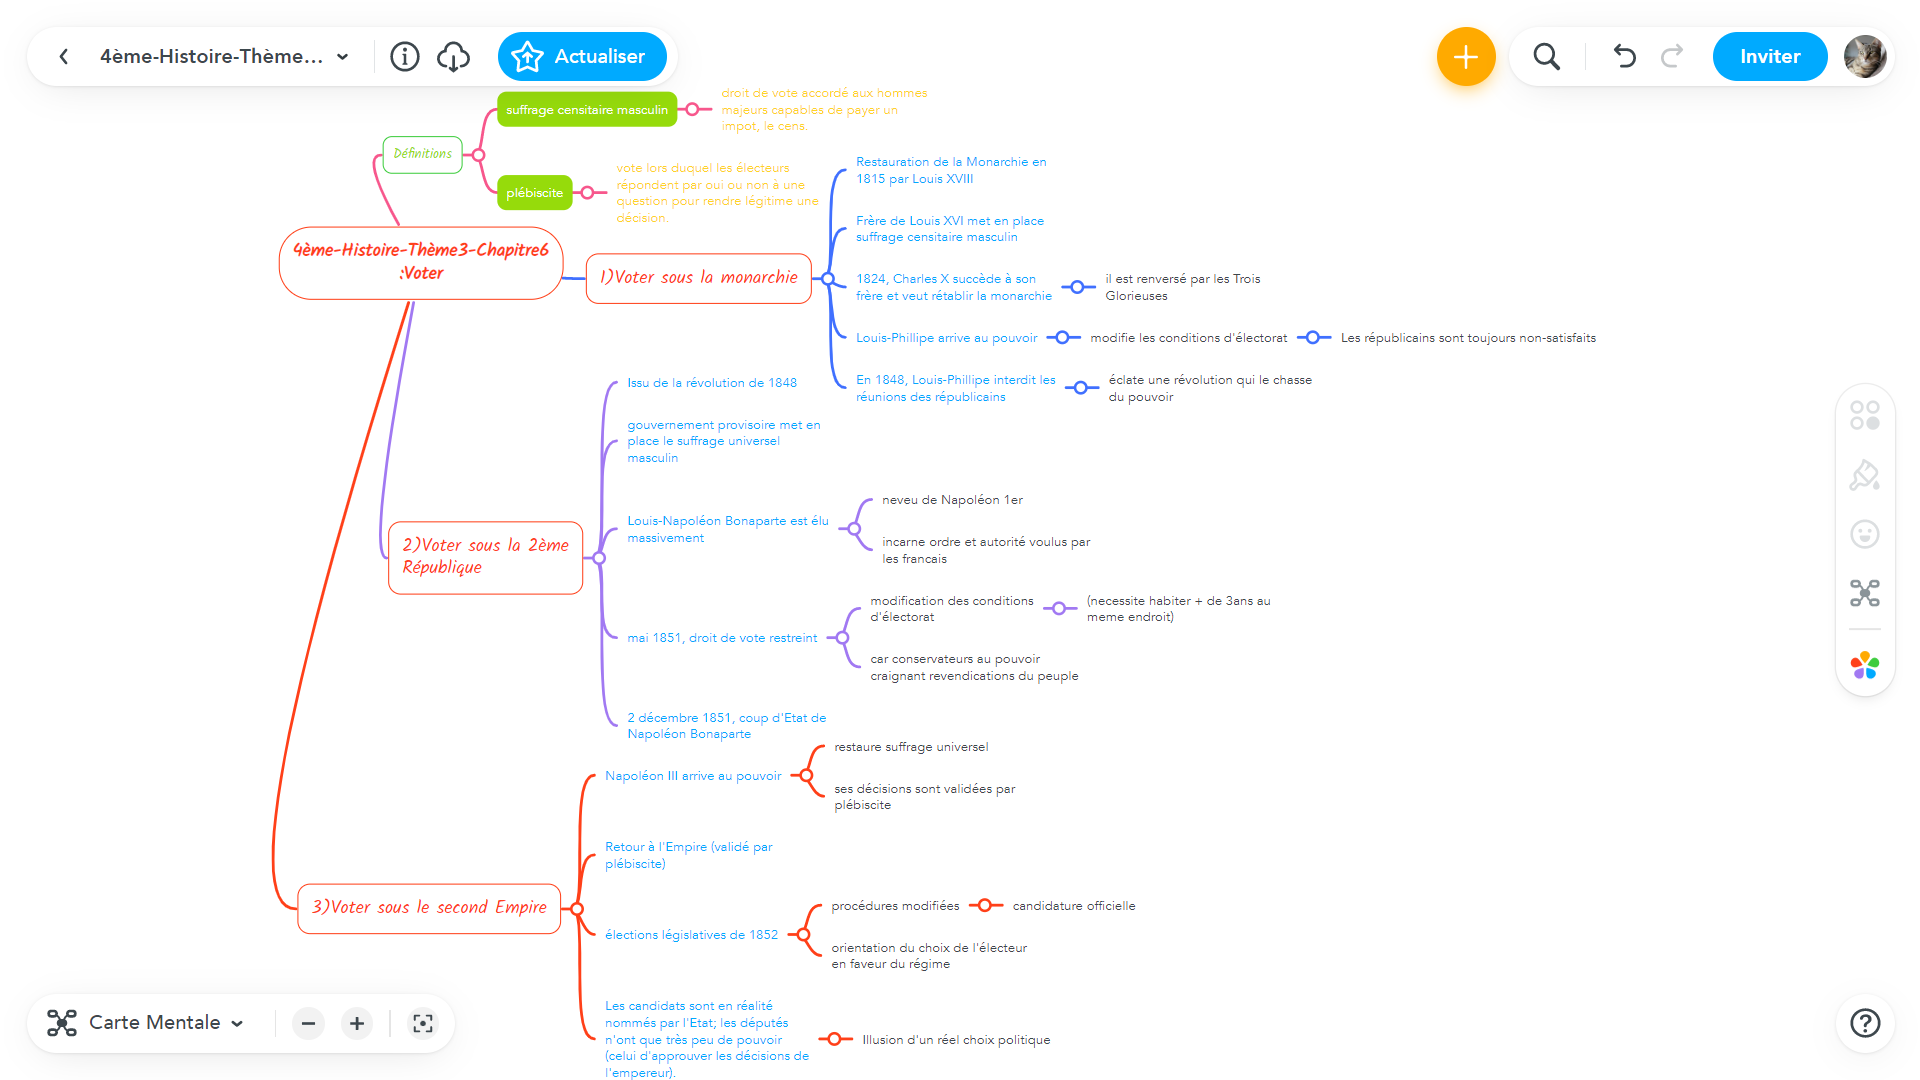 4ème-Histoire-Thème...
Actualiser
Inviter
suffrage censitaire masculin
droit de vote accordé aux hommes
majeurs capables de payer un
impot, le cens.
Définitions
plébiscite
vote lors duquel les électeurs
répondent par oui ou non à une
question pour rendre légitime une
décision.
4ème-Histoire-Thème3-Chapitre6
:Voter
1)Voter sous la monarchie
Restauration de la Monarchie en
1815 par Louis XVIII
Frère de Louis XVI met en place
suffrage censitaire masculin
1824, Charles X succède à son
frère et veut rétablir la monarchie
il est renversé par les Trois
Glorieuses
Louis-Phillipe arrive au pouvoir
modifie les conditions d'électorat
Les républicains sont toujours non-satisfaits
En 1848, Louis-Phillipe interdit les
réunions des républicains
éclate une révolution qui le chasse
du pouvoir
2)Voter sous la 2ème
République
Issu de la révolution de 1848
gouvernement provisoire met en
place le suffrage universel
masculin
Louis-Napoléon Bonaparte est élu
massivement
neveu de Napoléon 1er
incarne ordre et autorité voulus par
les francais
mai 1851, droit de vote restreint
modification des conditions
d'électorat
(necessite habiter + de 3ans au
meme endroit)
car conservateurs au pouvoir
craignant revendications du peuple
2 décembre 1851, coup d'Etat de
Napoléon Bonaparte
3)Voter sous le second Empire
Napoléon III arrive au pouvoir
restaure suffrage universel
ses décisions sont validées par
plébiscite
Retour à l'Empire (validé par
plébiscite)
élections législatives de 1852
procédures modifiées
candidature officielle
orientation du choix de l'électeur
en faveur du régime
Les candidats sont en réalité
nommés par l'Etat; les députés
n'ont que très peu de pouvoir
(celui d'approuver les décisions de
l'empereur).
Illusion d'un réel choix politique
Carte Mentale